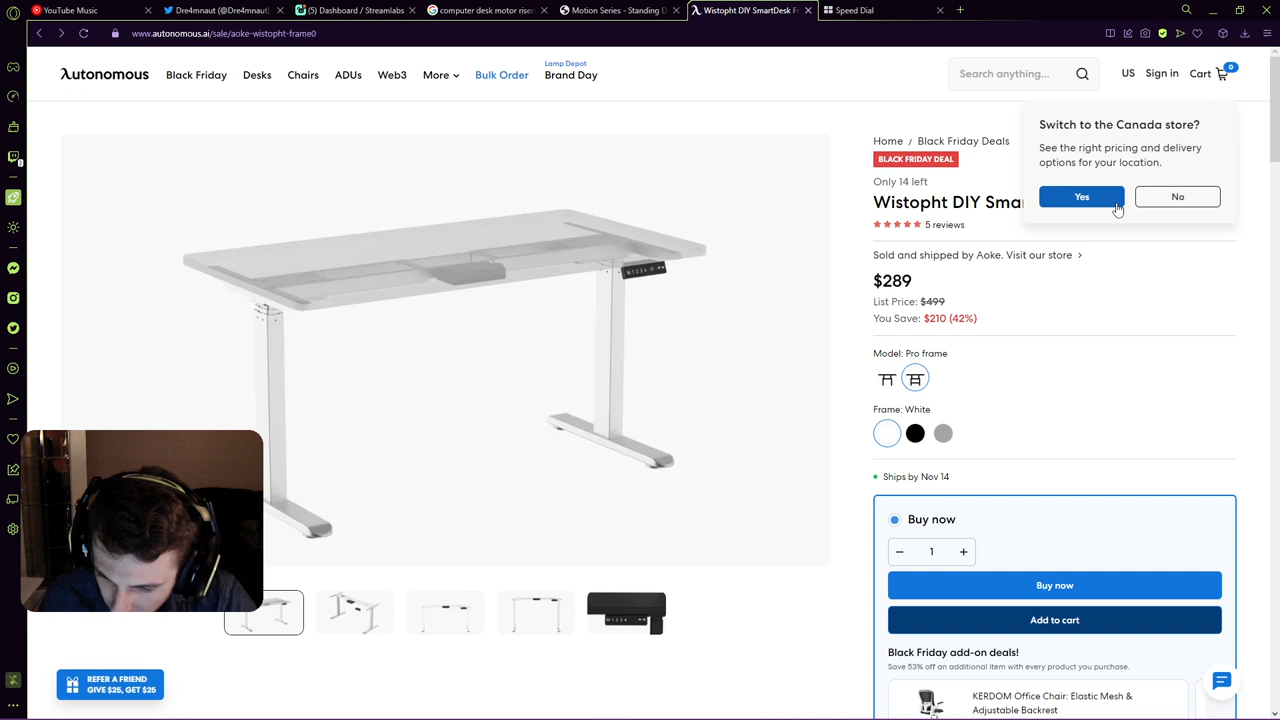 YouTube Music
Twitter / Dre4mnaut (@Dre4mnaut)
(5) Dashboard / Streamlabs
computer desk motor riser
Motion Series - Standing D
Wistopht DIY SmartDesk F
Speed Dial
www.autonomous.ai/sale/aoke-wistopht-frame0
Autonomous
Black Friday
Desks
Chairs
ADUs
Web3
More
Bulk Order
Lamp Depot
Brand Day
Search anything...
US
Sign in
Cart
0
Switch to the Canada store?
See the right pricing and delivery
options for your location.
Yes
No
Home / Black Friday Deals
BLACK FRIDAY DEAL
Only 14 left
Wistopht DIY Smar
5 reviews
Sold and shipped by Aoke. Visit our store >
$289
List Price: $499
You Save: $210 (42%)
Model: Pro frame
Frame: White
Ships by Nov 14
Buy now
1
Buy now
Add to cart
Black Friday add-on deals!
Save 53% off an additional item with every product you purchase.
KERDOM Office Chair: Elastic Mesh &
Adjustable Backrest
REFER A FRIEND
GIVE $25, GET $25